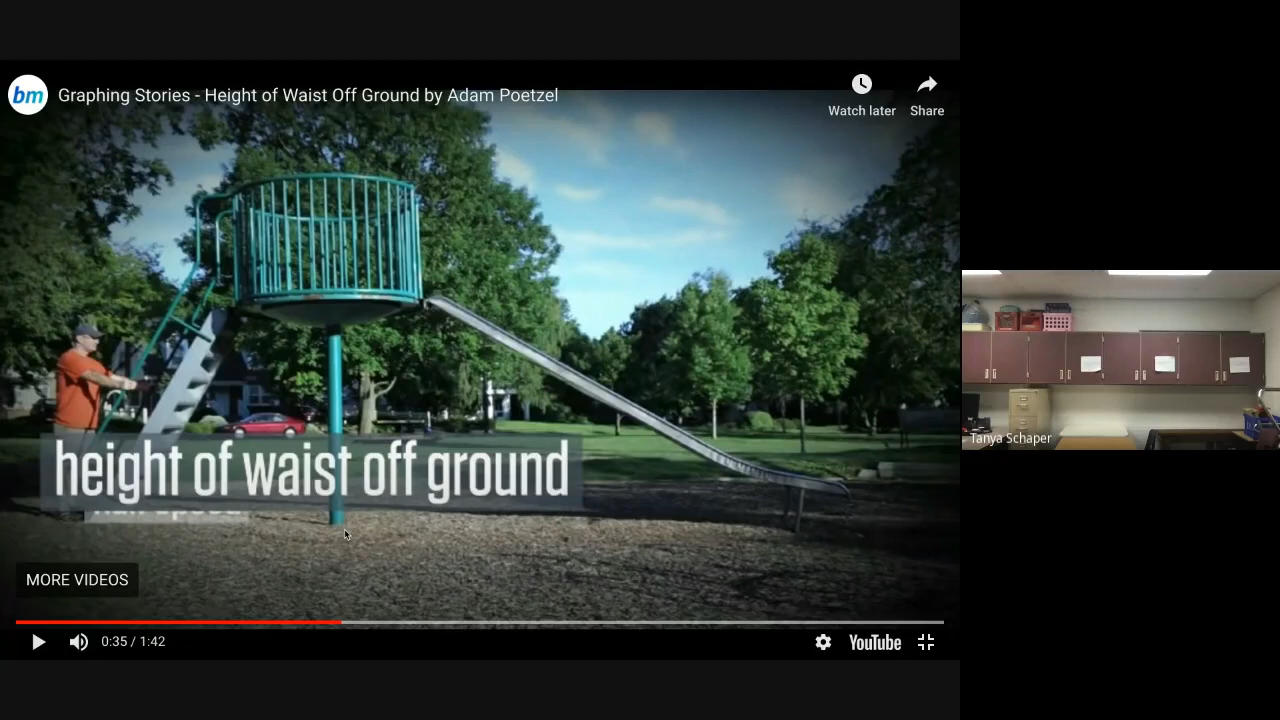 bm
Graphing Stories - Height of Waist Off Ground by Adam Poetzel
Watch later
Share
height of waist off ground
MORE VIDEOS
0:35 / 1:42
YouTube
Tanya Schaper